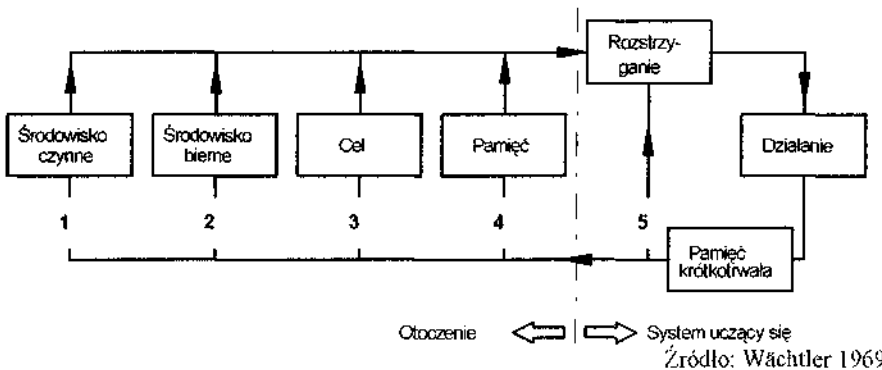 Rozstrzy-
ganie
Środowisko
czynne
Środowisko
bierne
Cel
Pamięć
Działanie
1
2
3
4
5
Pamięć
krótkotrwała
Otoczenie
System uczący się
Źródło: Wächtler 1969